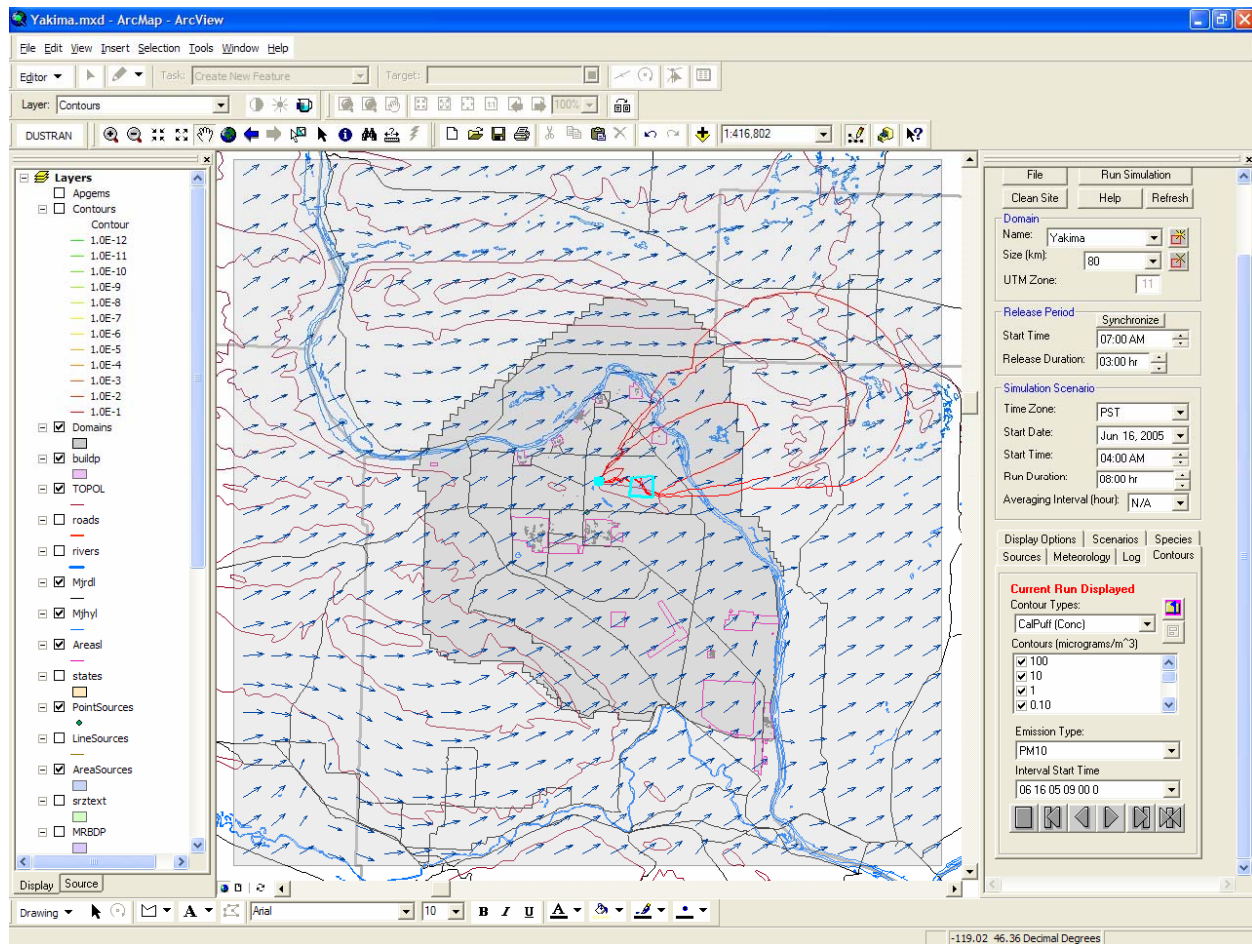 Yakima.mxd - ArcMap - ArcView
File Edit View Insert Selection Tools Window Help
Editor Task: Create New Feature Target:
Layer: Contours 100%
DUSTRAN 1:416,802
Layers
Apgems
Contours
Contour
1.0E-12
1.0E-11
1.0E-10
1.0E-9
1.0E-8
1.0E-7
1.0E-6
1.0E-5
1.0E-4
1.0E-3
1.0E-2
1.0E-1
Domains
buildp
TOPOL
roads
rivers
Mjrdl
Mjhyl
Areasl
states
PointSources
LineSources
AreaSources
srztext
MRBDP
Display Source
File Run Simulation
Clean Site Help Refresh
Domain
Name: Yakima
Size (km): 80
UTM Zone: 11
Release Period Synchronize
Start Time 07:00 AM
Release Duration: 03:00 hr
Simulation Scenario
Time Zone: PST
Start Date: Jun 16, 2005
Start Time: 04:00 AM
Run Duration: 08:00 hr
Averaging Interval (hour): N/A
Display Options Scenarios Species
Sources Meteorology Log Contours
Current Run Displayed
Contour Types:
CalPuff (Conc)
Contours (micrograms/m^3)
100
10
1
0.10
Emission Type:
PM10
Interval Start Time
06 16 05 09 00 0
Drawing A Arial 10 B I U A
-119.02 46.36 Decimal Degrees